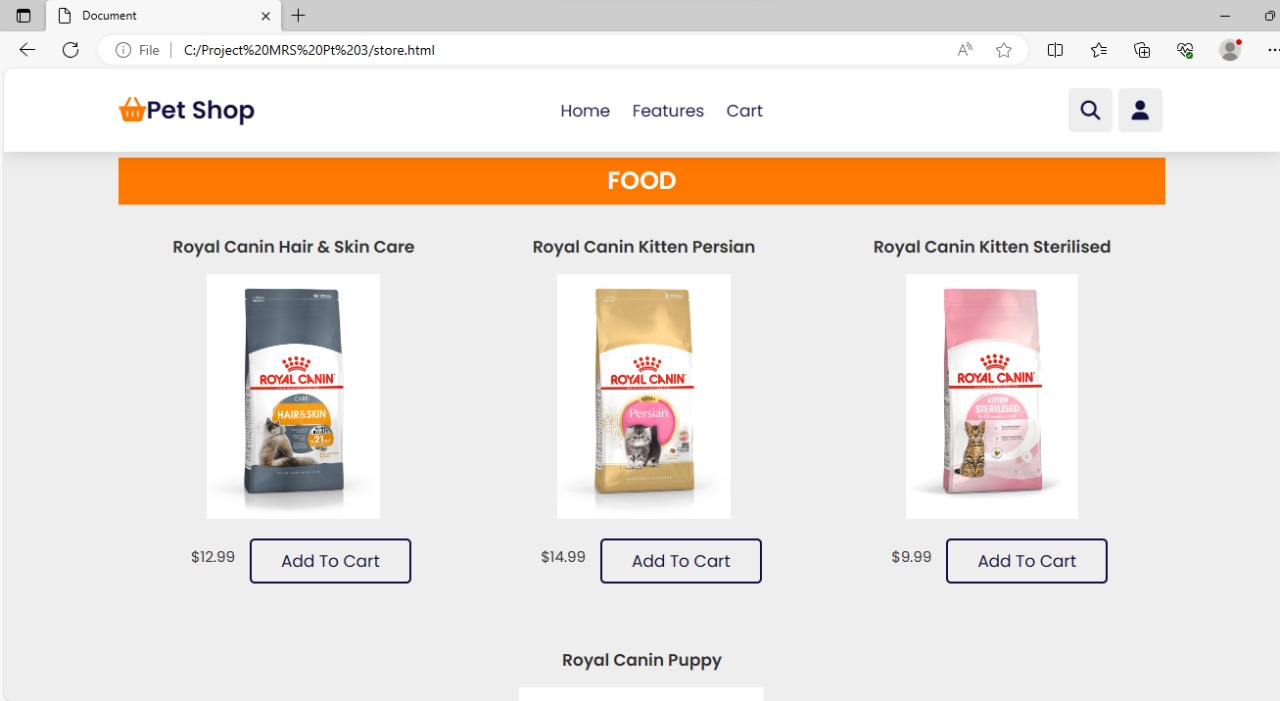 Document
File
C:/Project%20MRS%20Pt%203/store.html
Pet Shop
Home Features Cart
FOOD
Royal Canin Hair & Skin Care
Royal Canin Kitten Persian
Royal Canin Kitten Sterilised
ROYAL CANIN
CARE
HAIR&SKIN
21
ROYAL CANIN
Persian
ROYAL CANIN
KITTEN
STERILISED
$12.99 Add To Cart
$14.99 Add To Cart
$9.99 Add To Cart
Royal Canin Puppy